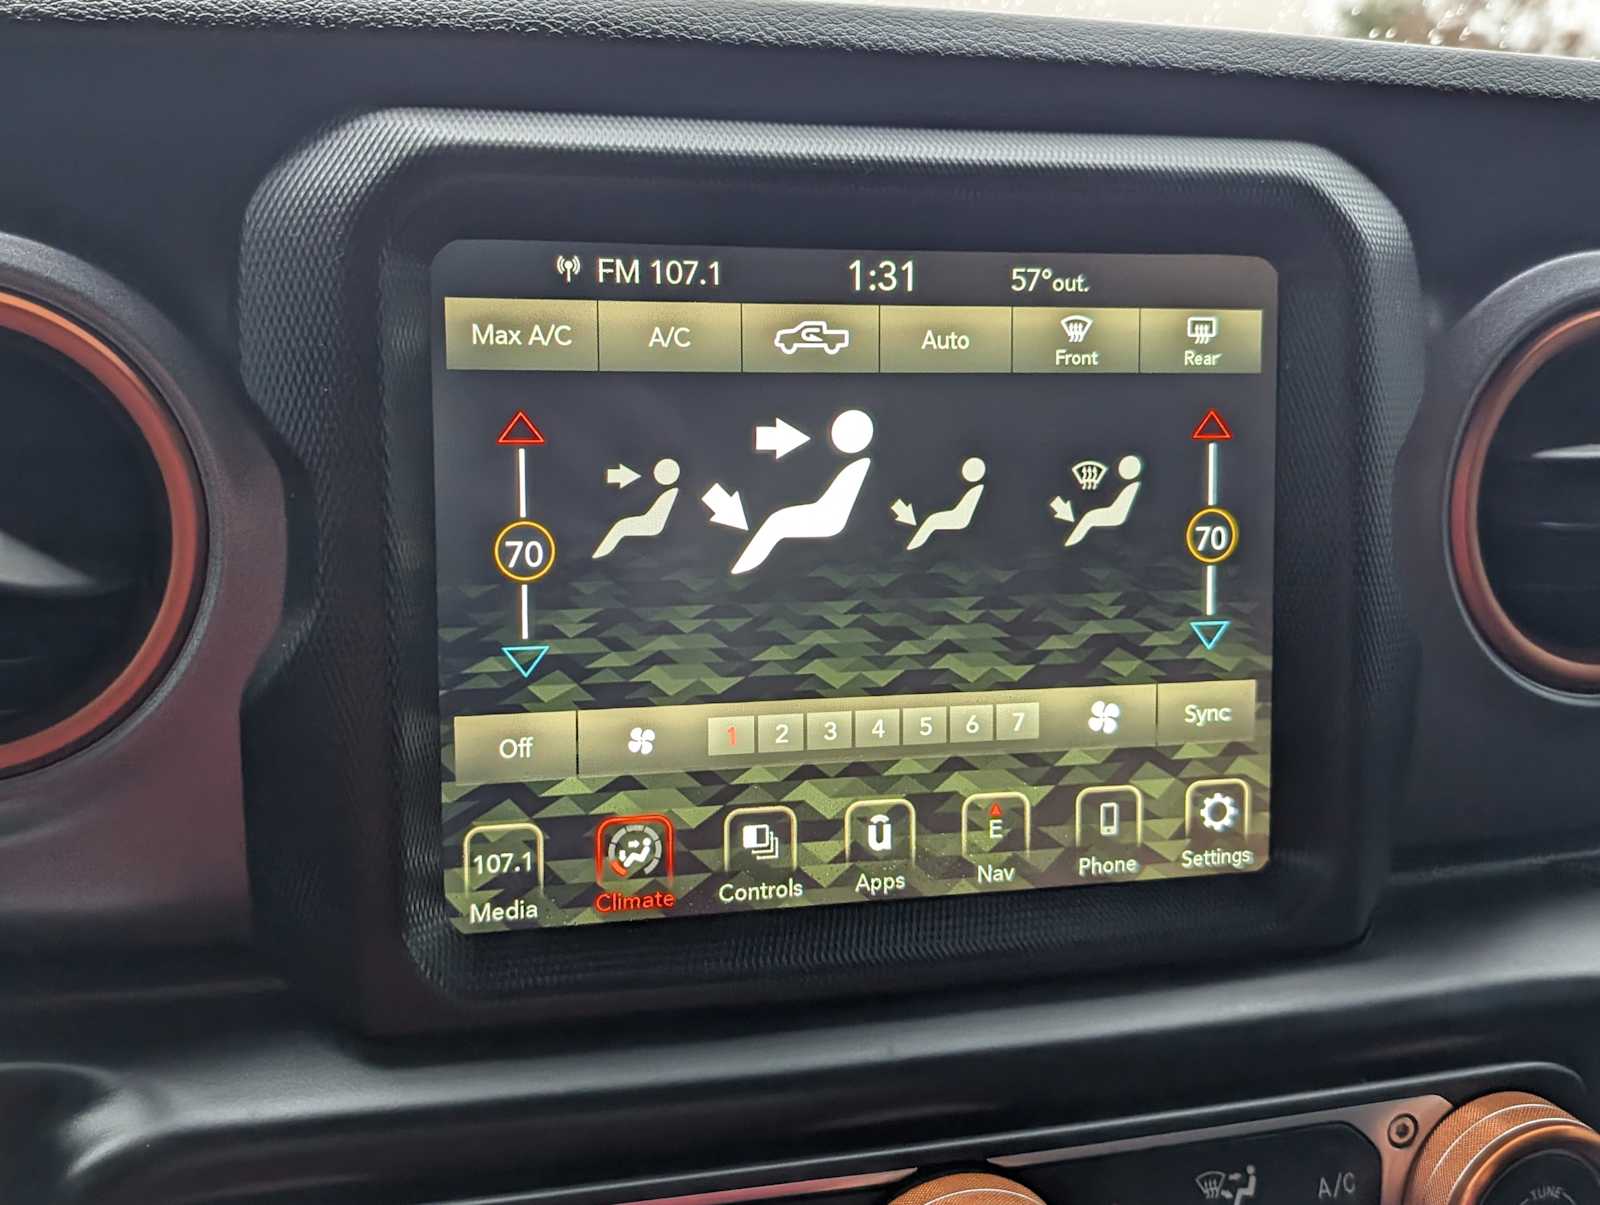 FM 107.1 1:31 57°out.
Max A/C A/C Auto Front Rear
70 70
Off 1 2 3 4 5 6 7 Sync
107.1 E
Media Climate Controls Apps Nav Phone Settings
A/C TUNE